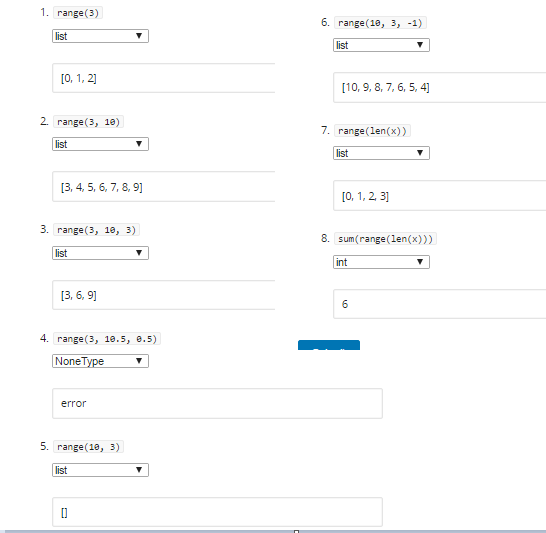 1. range(3)
list
[0, 1, 2]
2. range(3, 10)
list
[3, 4, 5, 6, 7, 8, 9]
3. range(3, 10, 3)
list
[3, 6, 9]
4. range(3, 10.5, 0.5)
NoneType
error
5. range(10, 3)
list
[]
6. range(10, 3, -1)
list
[10, 9, 8, 7, 6, 5, 4]
7. range(len(x))
list
[0, 1, 2, 3]
8. sum(range(len(x)))
int
6